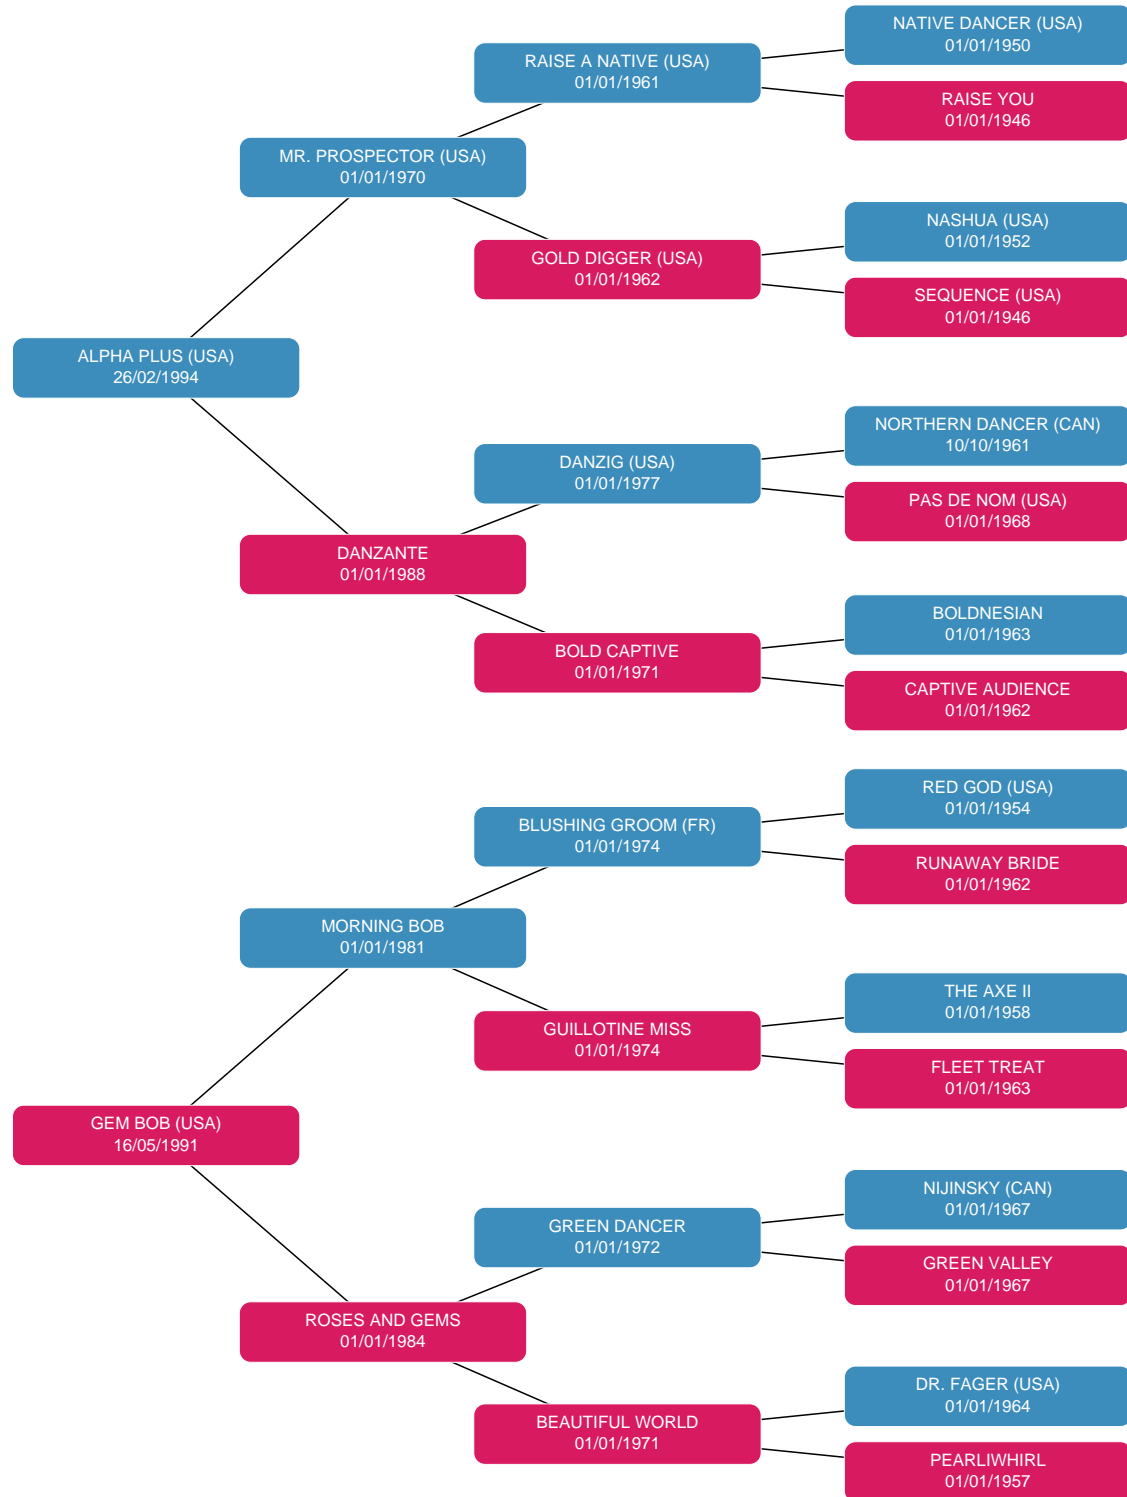 NATIVE DANCER (USA)
01/01/1950
RAISE A NATIVE (USA)
01/01/1961
RAISE YOU
01/01/1946
MR. PROSPECTOR (USA)
01/01/1970
NASHUA (USA)
01/01/1952
GOLD DIGGER (USA)
01/01/1962
SEQUENCE (USA)
01/01/1946
ALPHA PLUS (USA)
26/02/1994
NORTHERN DANCER (CAN)
10/10/1961
DANZIG (USA)
01/01/1977
PAS DE NOM (USA)
01/01/1968
DANZANTE
01/01/1988
BOLDNESIAN
01/01/1963
BOLD CAPTIVE
01/01/1971
CAPTIVE AUDIENCE
01/01/1962
RED GOD (USA)
01/01/1954
BLUSHING GROOM (FR)
01/01/1974
RUNAWAY BRIDE
01/01/1962
MORNING BOB
01/01/1981
THE AXE II
01/01/1958
GUILLOTINE MISS
01/01/1974
FLEET TREAT
01/01/1963
GEM BOB (USA)
16/05/1991
NIJINSKY (CAN)
01/01/1967
GREEN DANCER
01/01/1972
GREEN VALLEY
01/01/1967
ROSES AND GEMS
01/01/1984
DR. FAGER (USA)
01/01/1964
BEAUTIFUL WORLD
01/01/1971
PEARLIWHIRL
01/01/1957